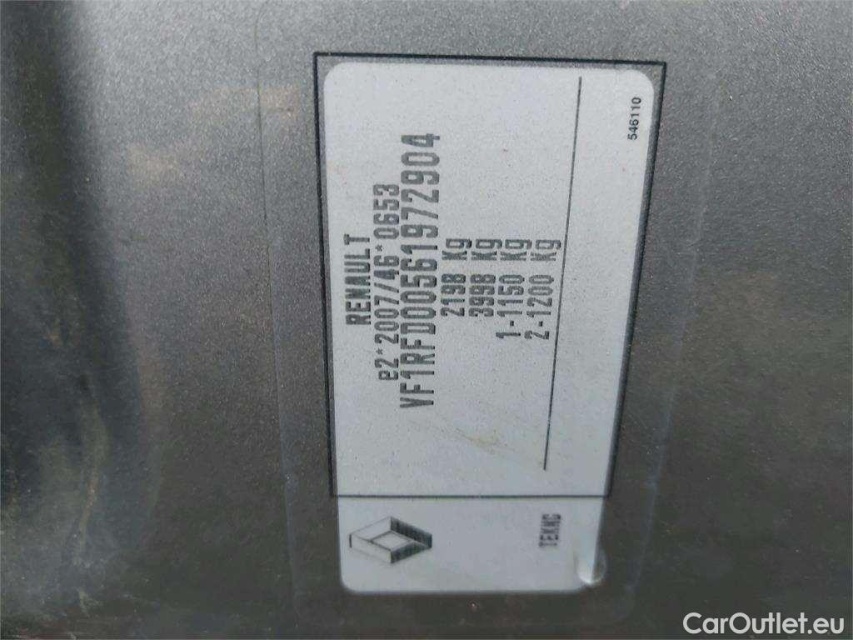 RENAULT
e2*2007/46*0653
VF1RFD00561972904
2198 Kg
3998 Kg
1-1150 Kg
2-1200 Kg
546110
TEKNG
CarOutlet.eu